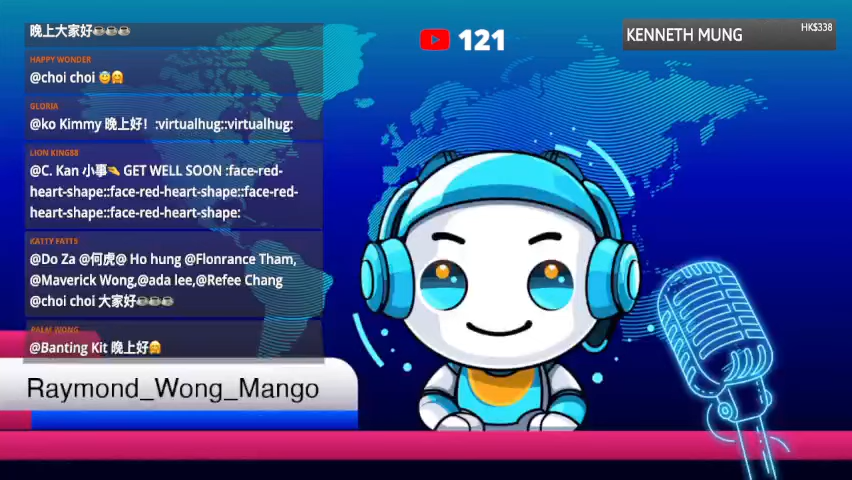 晚上大家好
HAPPY WONDER
@choi choi
GLORIA
@ko Kimmy 晚上好! :virtualhug::virtualhug:
LION KING88
@C. Kan 小事 GET WELL SOON :face-red-
heart-shape::face-red-heart-shape::face-red-
heart-shape::face-red-heart-shape:
KATTY FATTS
@Do Za @何虎@ Ho hung @Flonrance Tham,
@Maverick Wong,@ada lee,@Refee Chang
@choi choi 大家好
PALAI WONG
@Banting Kit 晚上好
Raymond_Wong_Mango
121
KENNETH MUNG
HK$338